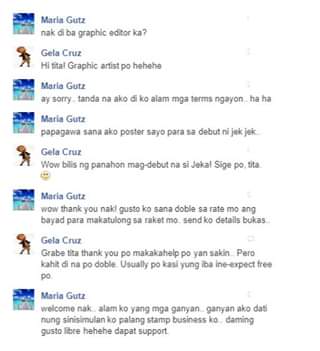 Maria Gutz
nak di ba graphic editor ka?
Gela Cruz
Hi tita! Graphic artist po hehehe
Maria Gutz
ay sorry.. tanda na ako di ko alam mga terms ngayon.. ha ha
Maria Gutz
papagawa sana ako poster sayo para sa debut ni jek jek..
Gela Cruz
Wow bilis ng panahon mag-debut na si Jeka! Sige po, tita.
Maria Gutz
wow thank you nak! gusto ko sana doble sa rate mo ang
bayad para makatulong sa raket mo. send ko details bukas..
Gela Cruz
Grabe tita thank you po makakahelp po yan sakin.. Pero
kahit di na po doble. Usually po kasi yung iba ine-expect free
po.
Maria Gutz
welcome nak.. alam ko yang mga ganyan.. ganyan ako dati
nung sinisimulan ko palang stamp business ko.. daming
gusto libre hehehe dapat support.